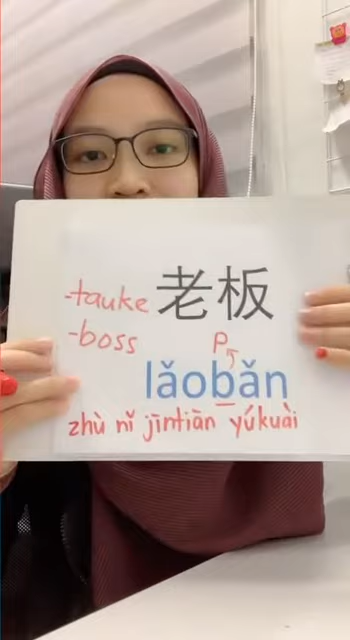 -tauke 老板
-boss
P
lǎobǎn
zhù nǐ jīntiān yúkuài